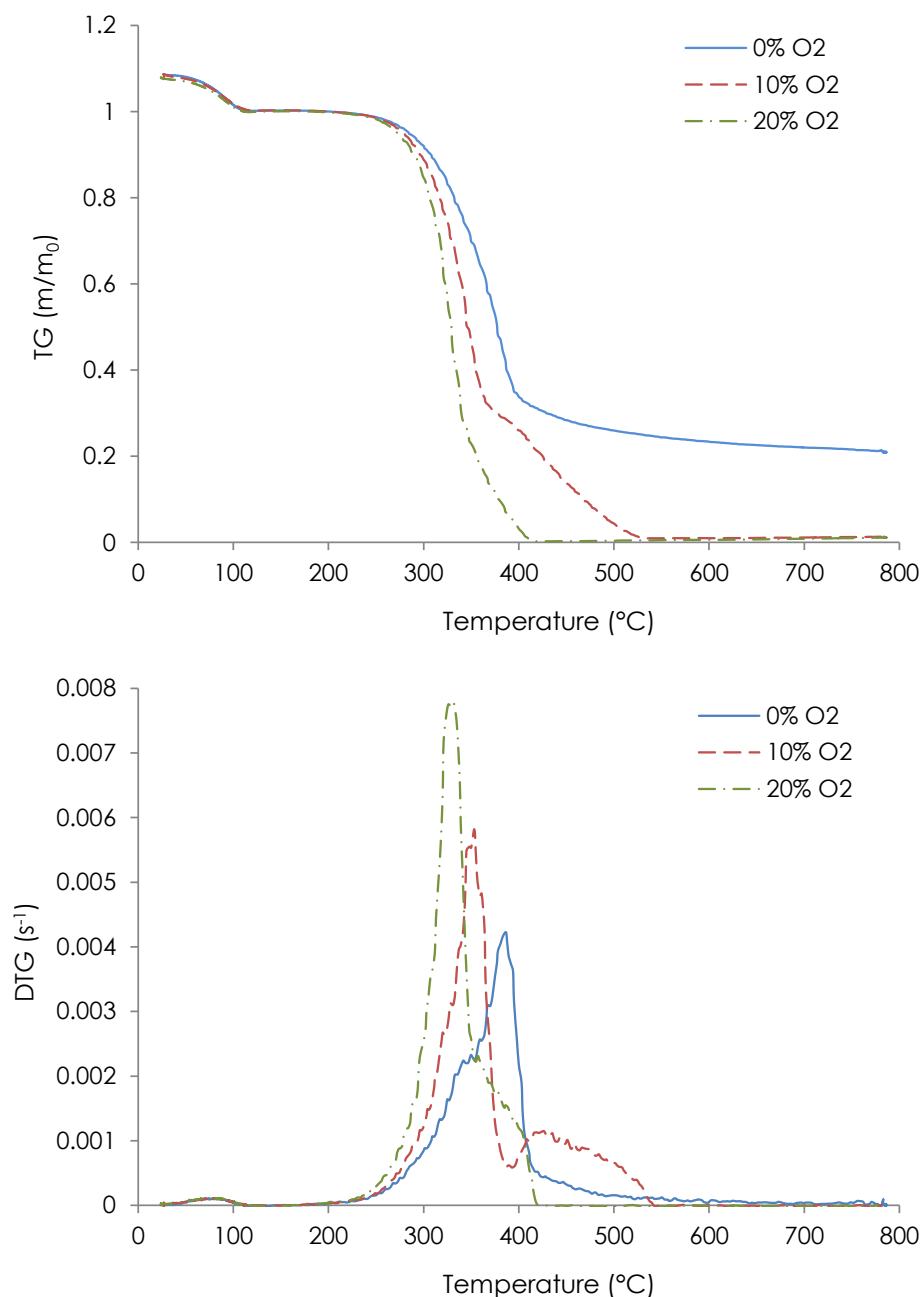 1.2
1
0.8
0.6
0.4
0.2
0
TG (m/m₀)
0% O2
10% O2
20% O2
0 100 200 300 400 500 600 700 800
Temperature (°C)
0.008
0.007
0.006
0.005
0.004
0.003
0.002
0.001
0
DTG (s⁻¹)
0% O2
10% O2
20% O2
0 100 200 300 400 500 600 700 800
Temperature (°C)